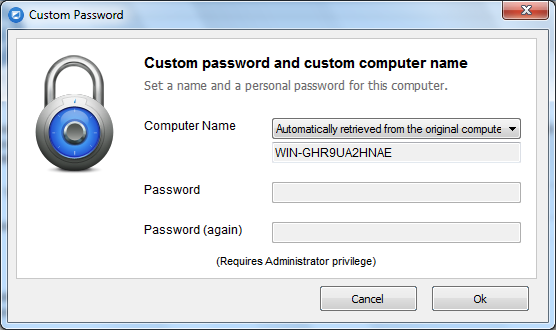 Custom Password
Custom password and custom computer name
Set a name and a personal password for this computer.
Computer Name
Automatically retrieved from the original compute
WIN-GHR9UA2HNAE
Password
Password (again)
(Requires Administrator privilege)
Cancel
Ok